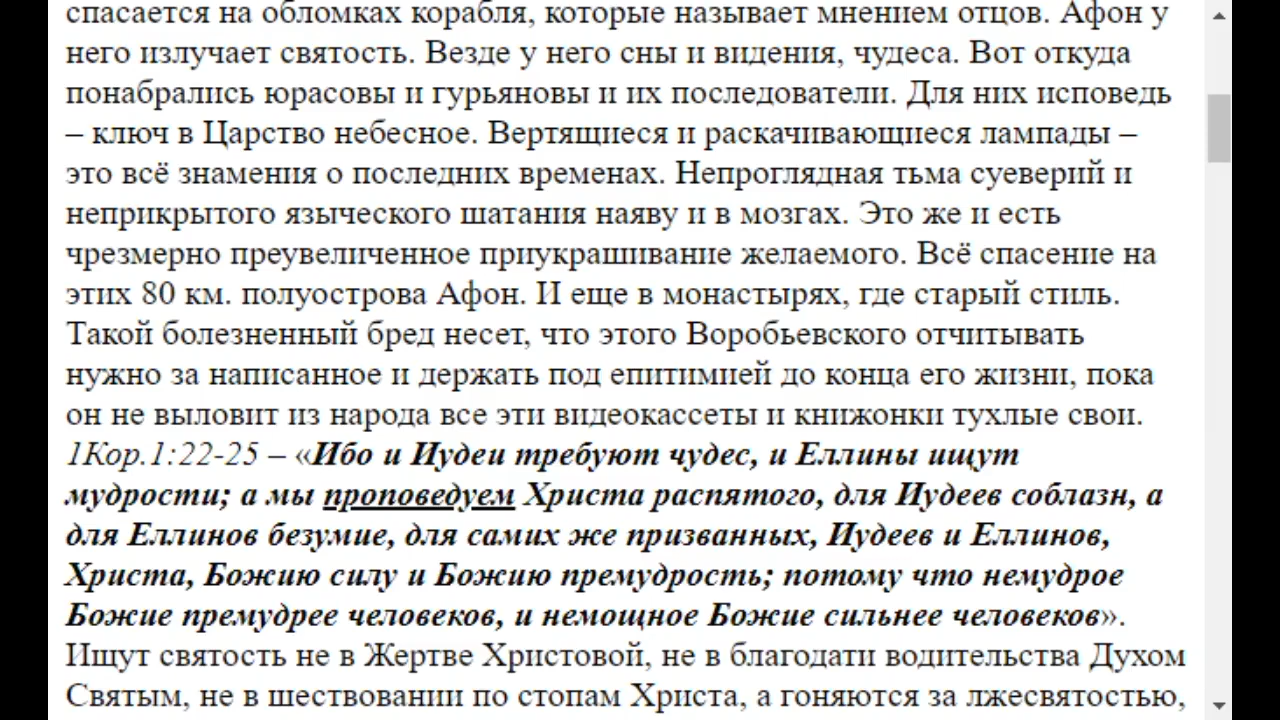 спасается на обломках корабля, которые называет мнением отцов. Афон у
него излучает святость. Везде у него сны и видения, чудеса. Вот откуда
понабрались юрасовы и гурьяновы и их последователи. Для них исповедь
– ключ в Царство небесное. Вертящиеся и раскачивающиеся лампады –
это всё знамения о последних временах. Непроглядная тьма суеверий и
неприкрытого языческого шатания наяву и в мозгах. Это же и есть
чрезмерно преувеличенное приукрашивание желаемого. Всё спасение на
этих 80 км. полуострова Афон. И еще в монастырях, где старый стиль.
Такой болезненный бред несет, что этого Воробьевского отчитывать
нужно за написанное и держать под епитимией до конца его жизни, пока
он не выловит из народа все эти видеокассеты и книжонки тухлые свои.
1Кор.1:22-25 – «Ибо и Иудеи требуют чудес, и Еллины ищут
мудрости; а мы проповедуем Христа распятого, для Иудеев соблазн, а
для Еллинов безумие, для самих же призванных, Иудеев и Еллинов,
Христа, Божию силу и Божию премудрость; потому что немудрое
Божие премудрее человеков, и немощное Божие сильнее человеков».
Ищут святость не в Жертве Христовой, не в благодати водительства Духом
Святым, не в шествовании по стопам Христа, а гоняются за лжесвятостью,